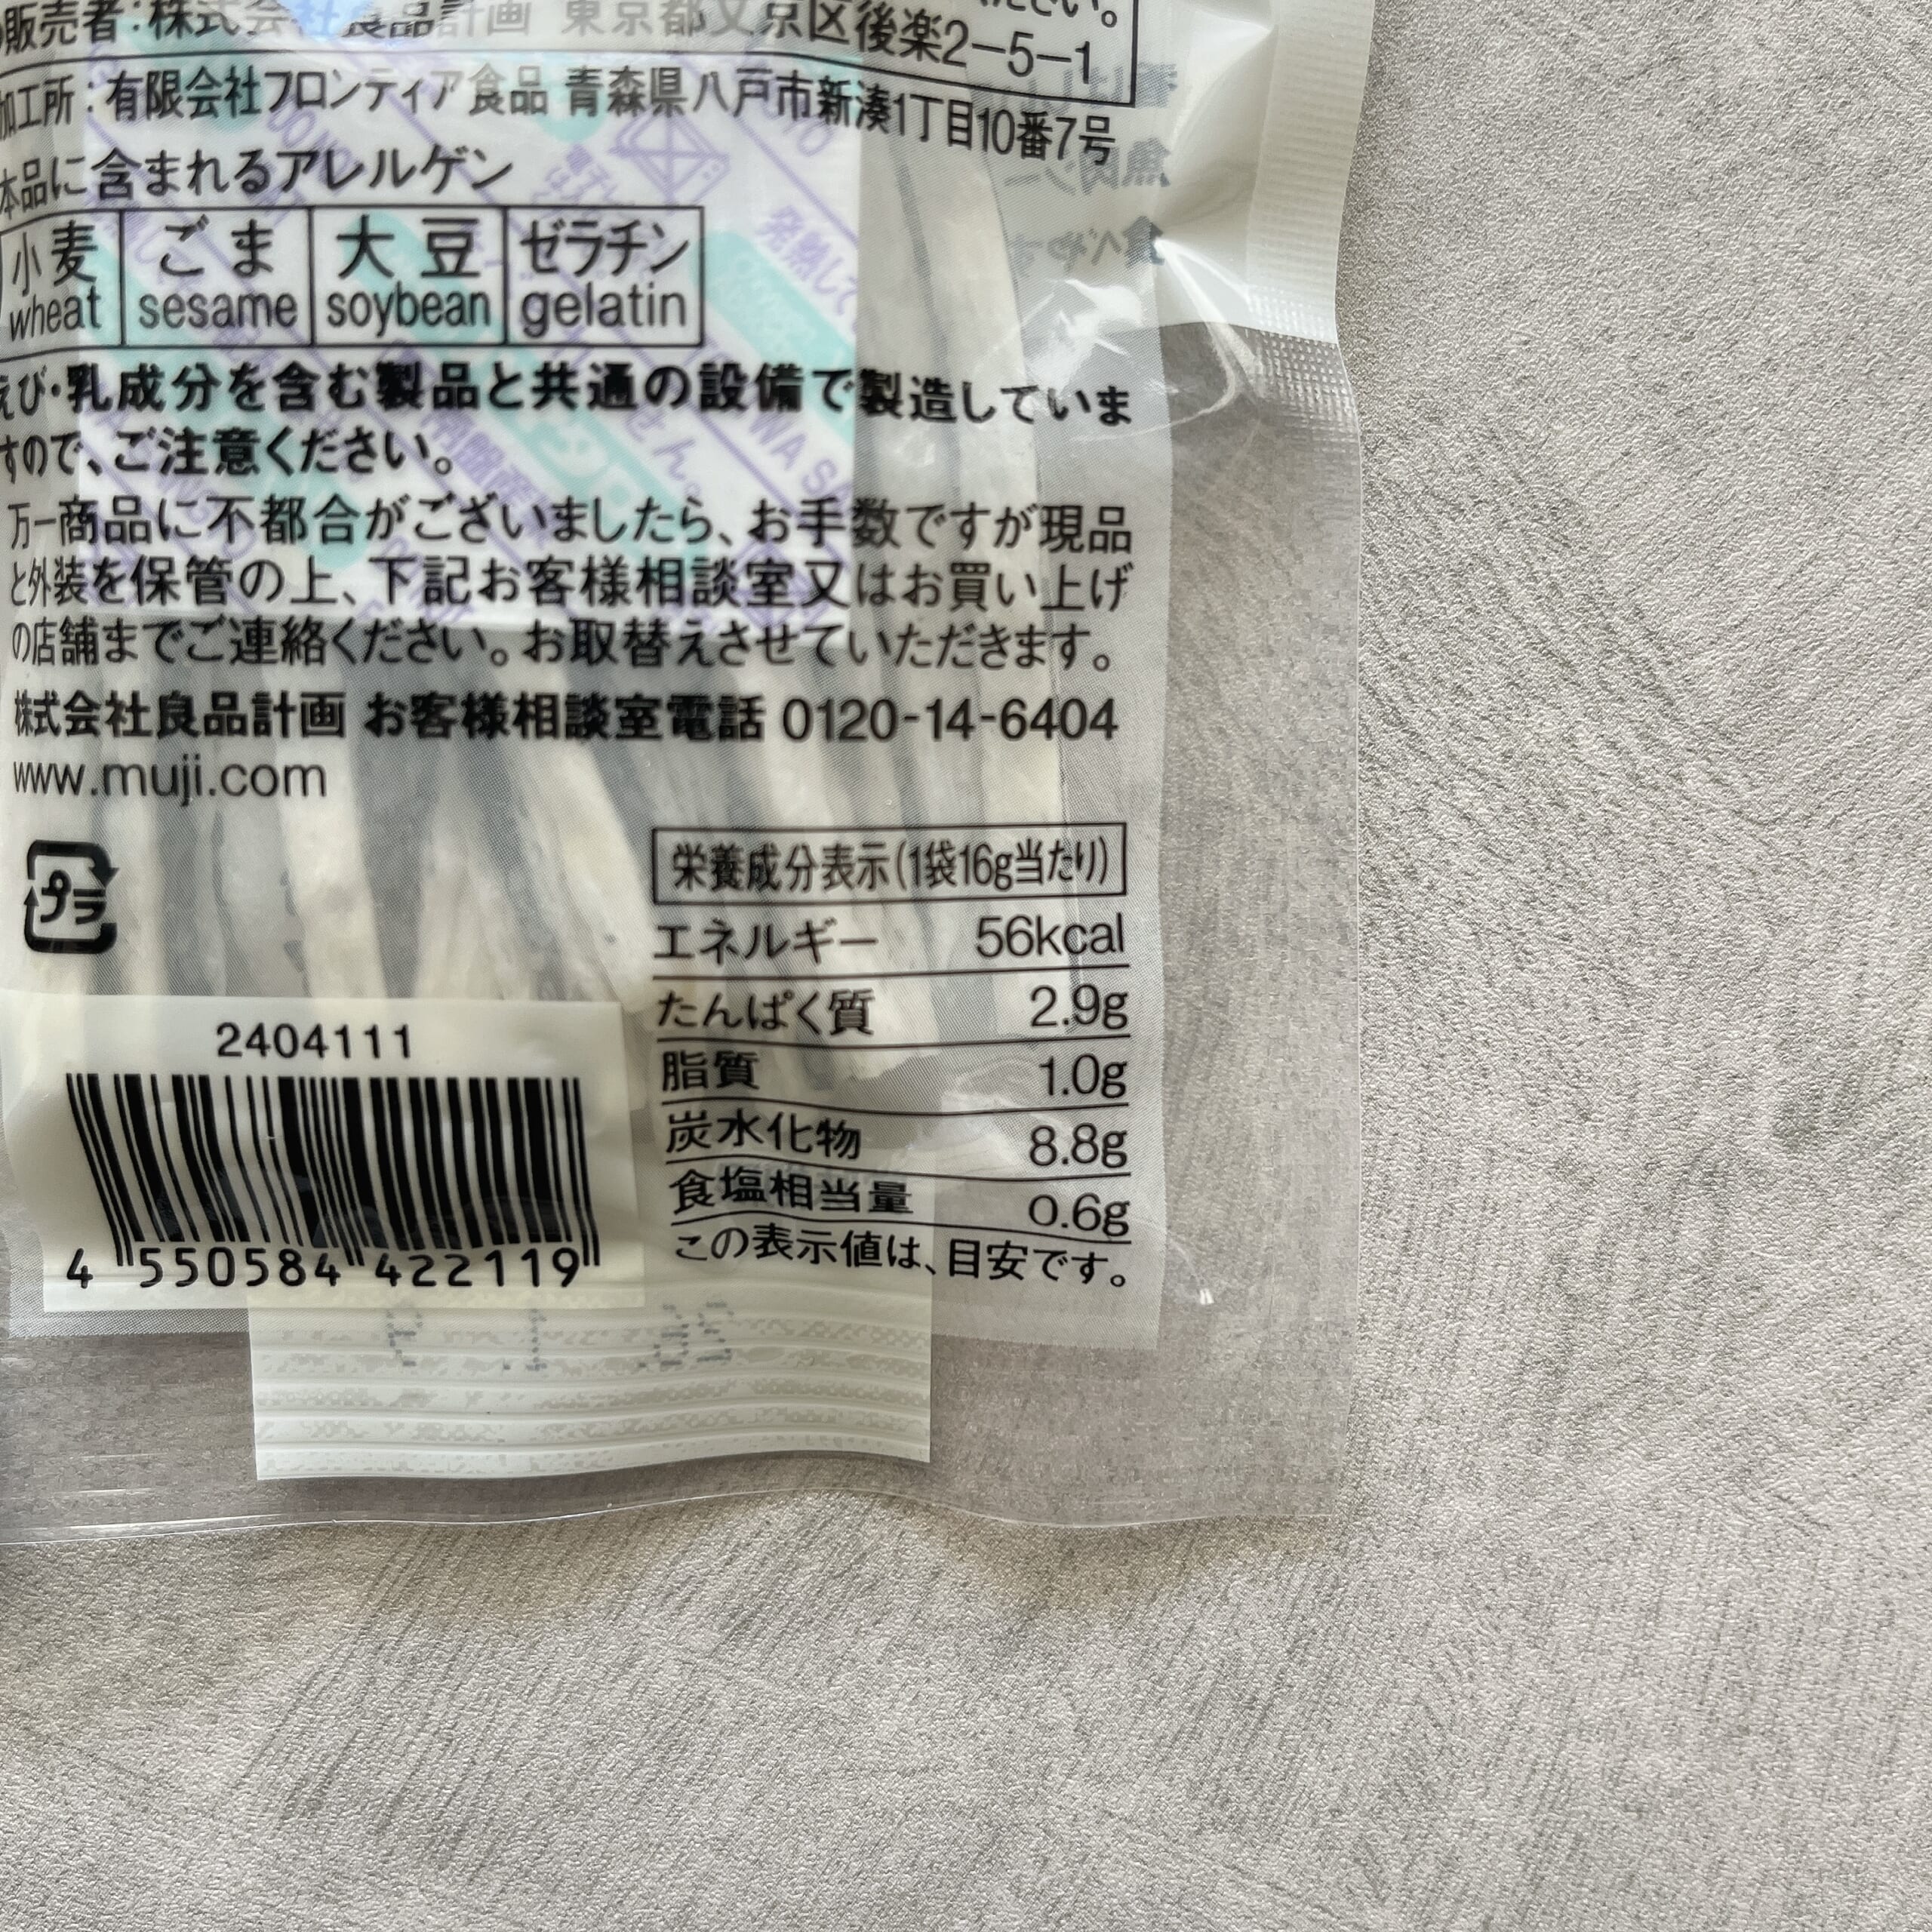 ください。
販売者:株式会社良品計画 東京都文京区後楽2-5-1
加工所:有限会社フロンティア食品 青森県八戸市新湊1丁目10番7号
本品に含まれるアレルゲン
小麦 ごま 大豆 ゼラチン
wheat sesame soybean gelatin
えび・乳成分を含む製品と共通の設備で製造していま
すので、ご注意ください。
万一商品に不都合がございましたら、お手数ですが現品
と外装を保管の上、下記お客様相談室又はお買い上げ
の店舗までご連絡ください。お取替えさせていただきます。
株式会社良品計画 お客様相談室電話 0120-14-6404
www.muji.com
プラ
栄養成分表示(1袋16g当たり)
エネルギー 56kcal
たんぱく質 2.9g
脂質 1.0g
炭水化物 8.8g
食塩相当量 0.6g
この表示値は、目安です。
2404111
4 550584 422119